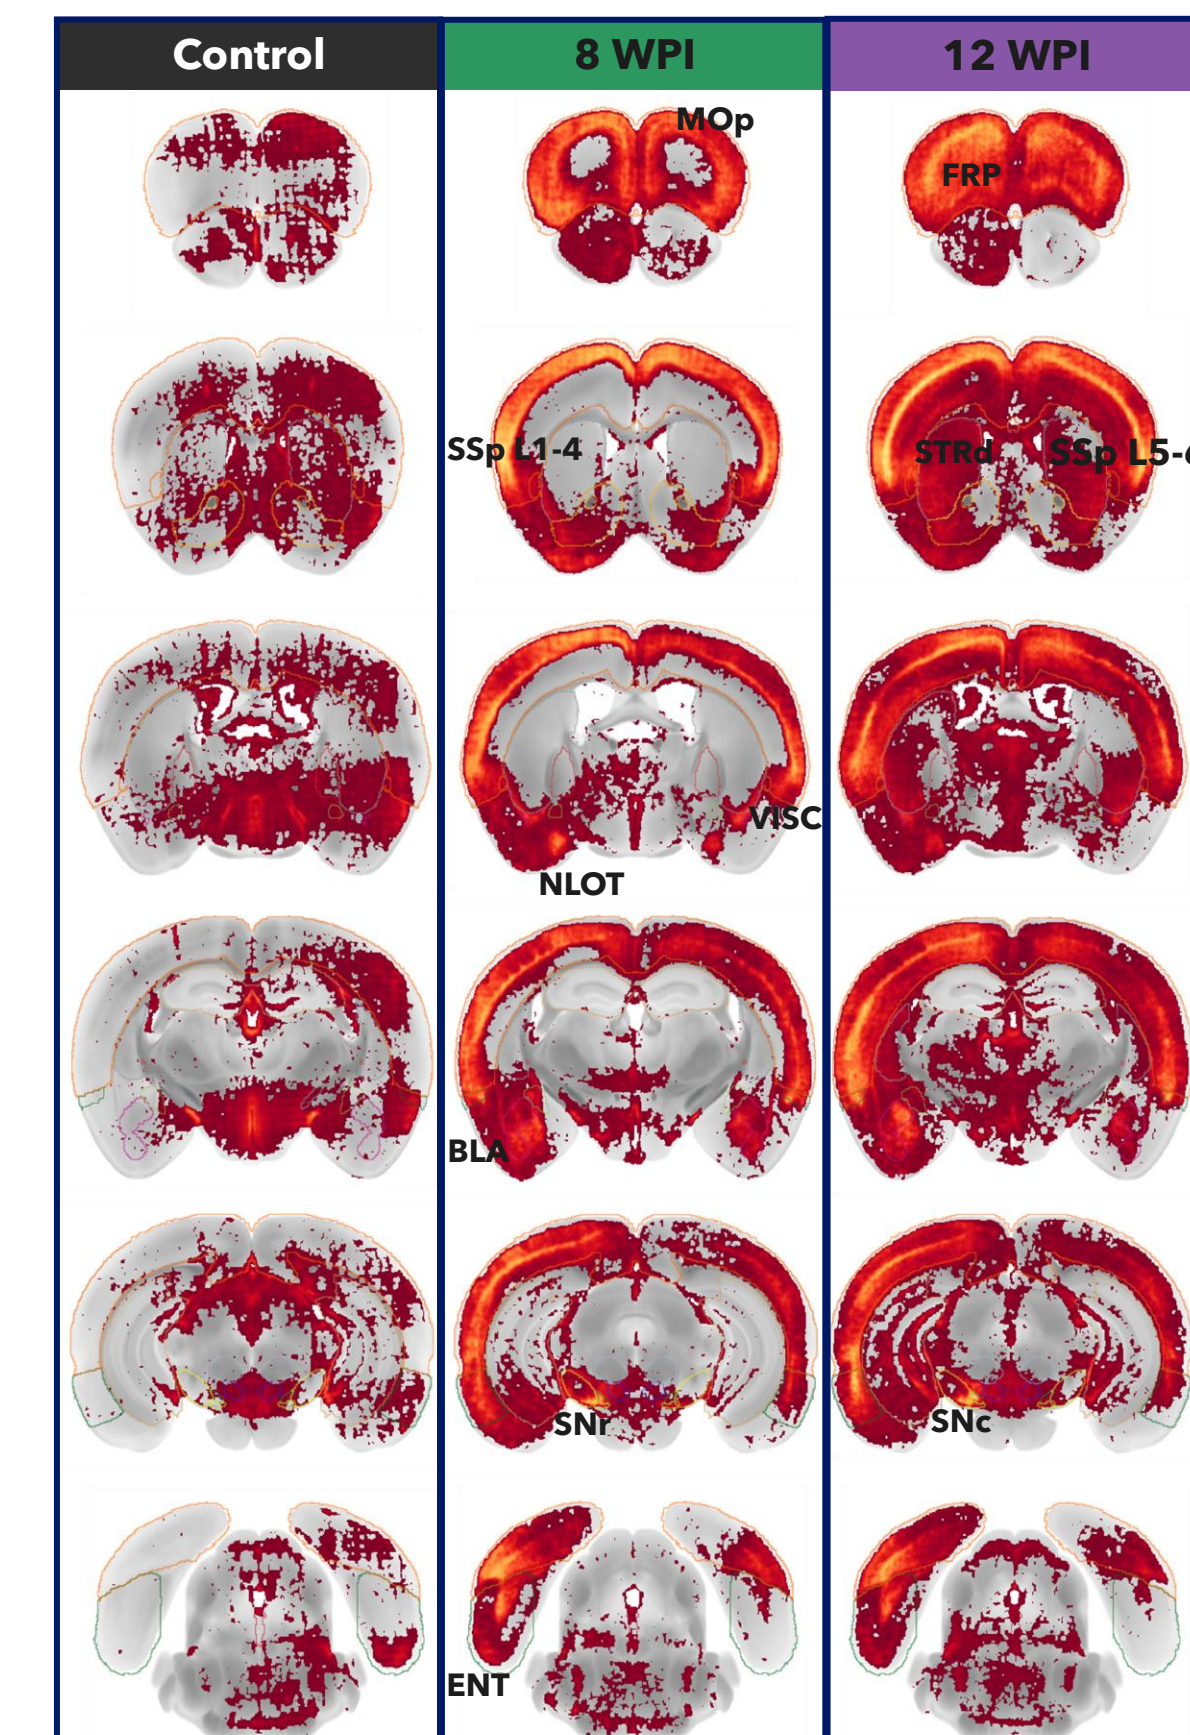 Control
8 WPI
12 WPI
MOp
FRP
SSp L1-4
STRd
SSp L5-6
VISC
NLOT
BLA
SNr
SNc
ENT